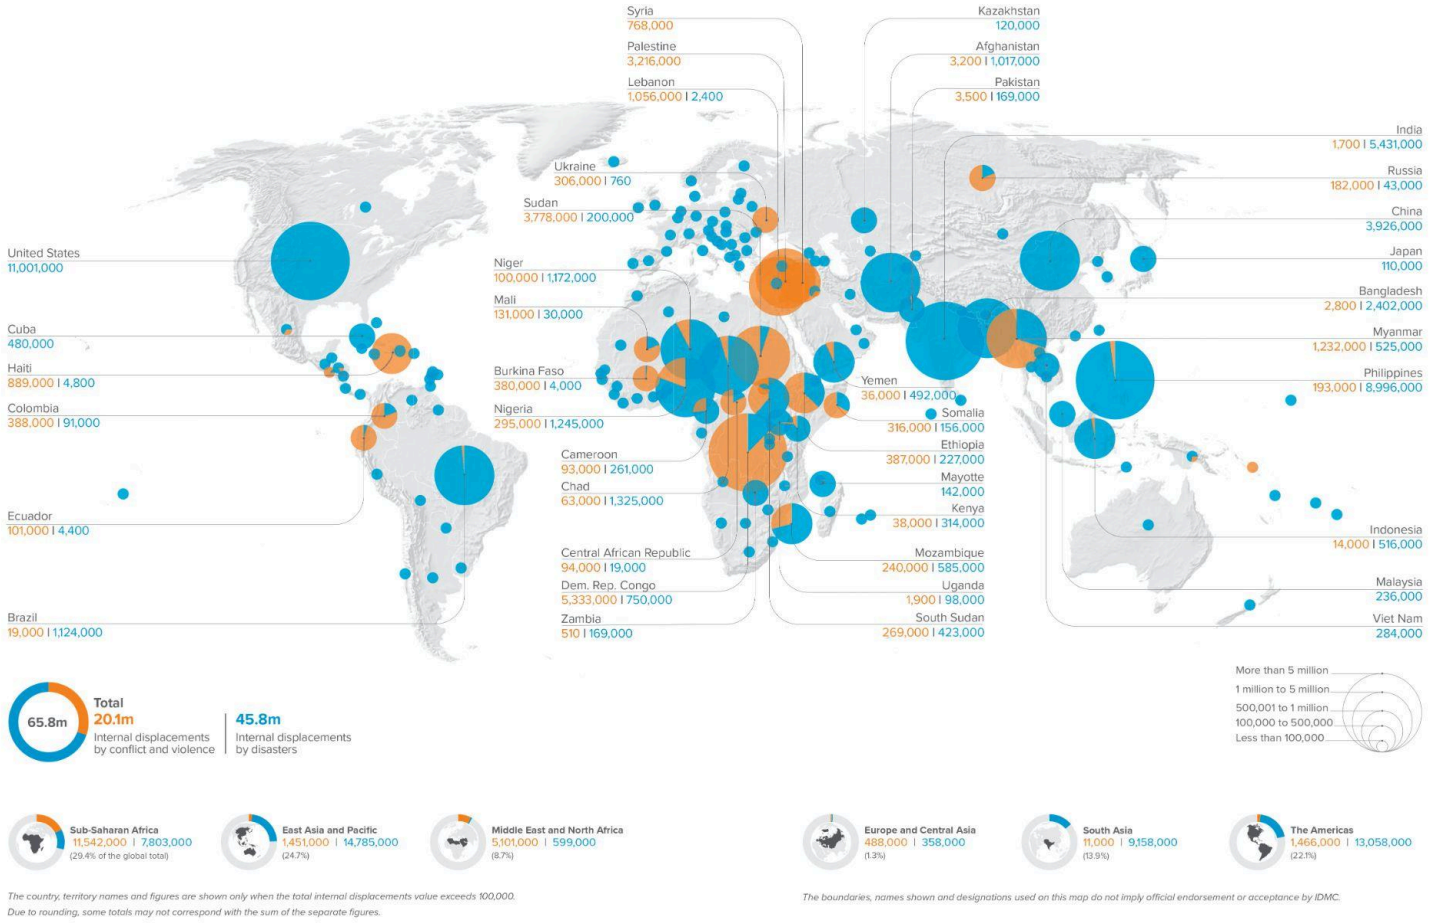 Syria
768,000
Palestine
3,216,000
Lebanon
1,056,000 | 2,400
Kazakhstan
120,000
Afghanistan
3,200 | 1,017,000
Pakistan
3,500 | 169,000
India
1,700 | 5,431,000
Russia
182,000 | 43,000
China
3,926,000
Japan
110,000
Bangladesh
2,800 | 2,402,000
Myanmar
1,232,000 | 525,000
Philippines
193,000 | 8,996,000
Ukraine
306,000 | 760
Sudan
3,778,000 | 200,000
Niger
100,000 | 1,172,000
Mali
131,000 | 30,000
Burkina Faso
380,000 | 4,000
Nigeria
295,000 | 1,245,000
Cameroon
93,000 | 261,000
Chad
63,000 | 1,325,000
Central African Republic
94,000 | 19,000
Dem. Rep. Congo
5,333,000 | 750,000
Zambia
510 | 169,000
Yemen
36,000 | 492,000
Somalia
316,000 | 156,000
Ethiopia
387,000 | 227,000
Mayotte
142,000
Kenya
38,000 | 314,000
Mozambique
240,000 | 585,000
Uganda
1,900 | 98,000
South Sudan
269,000 | 423,000
United States
11,001,000
Cuba
480,000
Haiti
889,000 | 4,800
Colombia
388,000 | 91,000
Ecuador
101,000 | 4,400
Brazil
19,000 | 1,124,000
Indonesia
14,000 | 516,000
Malaysia
236,000
Viet Nam
284,000
65.8m
Total
20.1m
Internal displacements
by conflict and violence
45.8m
Internal displacements
by disasters
More than 5 million
1 million to 5 million
500,001 to 1 million
100,000 to 500,000
Less than 100,000
Sub-Saharan Africa
11,542,000 | 7,803,000
(29.4% of the global total)
East Asia and Pacific
1,451,000 | 14,785,000
(24.7%)
Middle East and North Africa
5,101,000 | 599,000
(8.7%)
Europe and Central Asia
488,000 | 358,000
(1.3%)
South Asia
11,000 | 9,158,000
(13.9%)
The Americas
1,466,000 | 13,058,000
(22.1%)
The country, territory names and figures are shown only when the total internal displacements value exceeds 100,000.
Due to rounding, some totals may not correspond with the sum of the separate figures.
The boundaries, names shown and designations used on this map do not imply official endorsement or acceptance by IDMC.